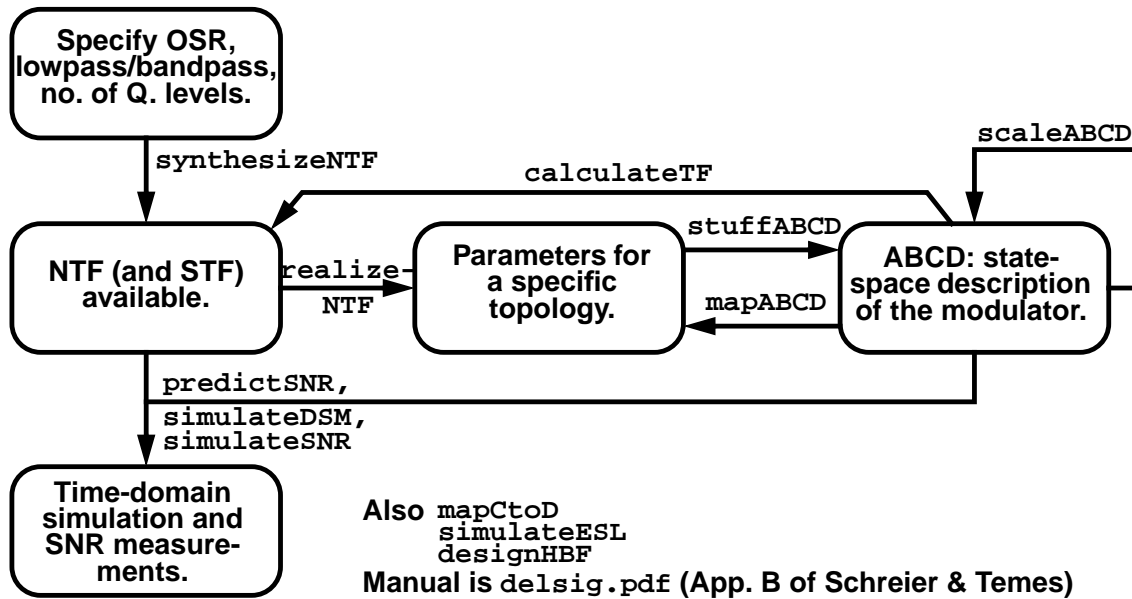 Specify OSR,
lowpass/bandpass,
no. of Q. levels.
synthesizeNTF
scaleABCD
calculateTF
NTF (and STF)
available.
realize-
NTF
Parameters for
a specific
topology.
stuffABCD
mapABCD
ABCD: state-
space description
of the modulator.
predictSNR,
simulateDSM,
simulateSNR
Time-domain
simulation and
SNR measure-
ments.
Also mapCtoD
simulateESL
designHBF
Manual is delsig.pdf (App. B of Schreier & Temes)